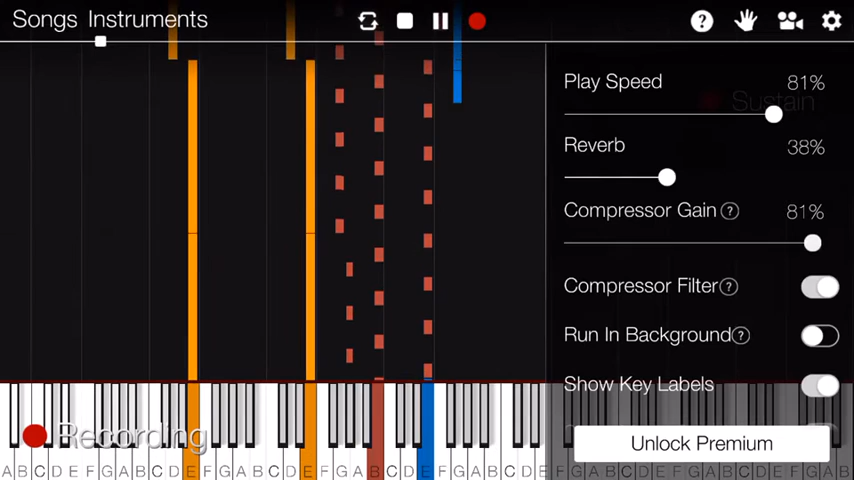 Songs Instruments ?
Play Speed 81%
Sustain
Reverb 38%
Compressor Gain ? 81%
Compressor Filter ?
Run In Background ?
Show Key Labels
Recording
Unlock Premium
A B C D E F G A B C D E F G A B C D E F G A B C D E F G A B C D E F G A B C D E F G A B C D E F G A B C D E F G A B